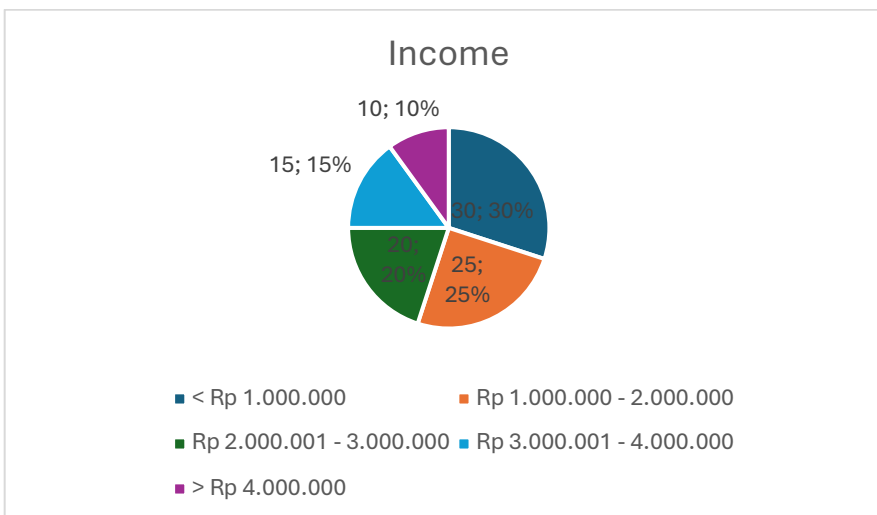 Income
10; 10%
15; 15%
30; 30%
20;
20%
25;
25%
< Rp 1.000.000
Rp 1.000.000 - 2.000.000
Rp 2.000.001 - 3.000.000
Rp 3.000.001 - 4.000.000
> Rp 4.000.000